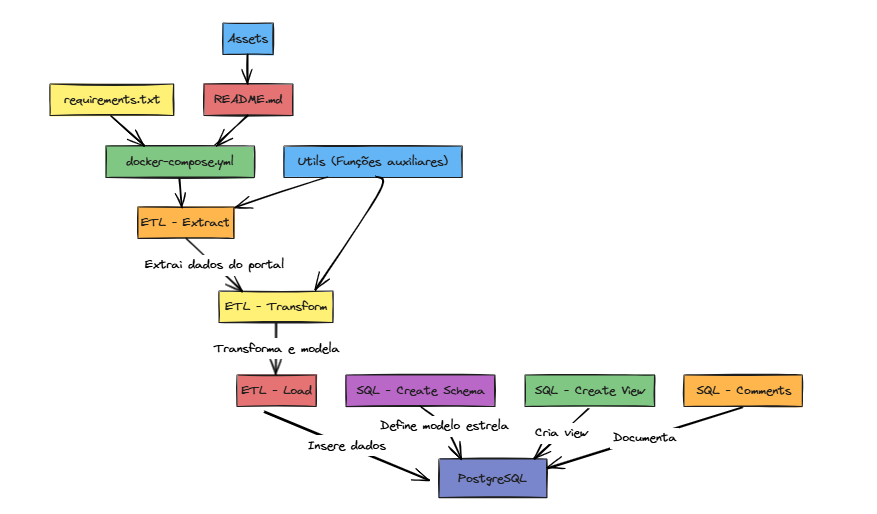 Assets
requirements.txt
README.md
docker-compose.yml
Utils (Funções auxiliares)
ETL - Extract
Extrai dados do portal
ETL - Transform
Transforma e modela
ETL - Load
SQL - Create Schema
SQL - Create View
SQL - Comments
Define modelo estrela
Cria view
Documenta
Insere dados
PostgreSQL